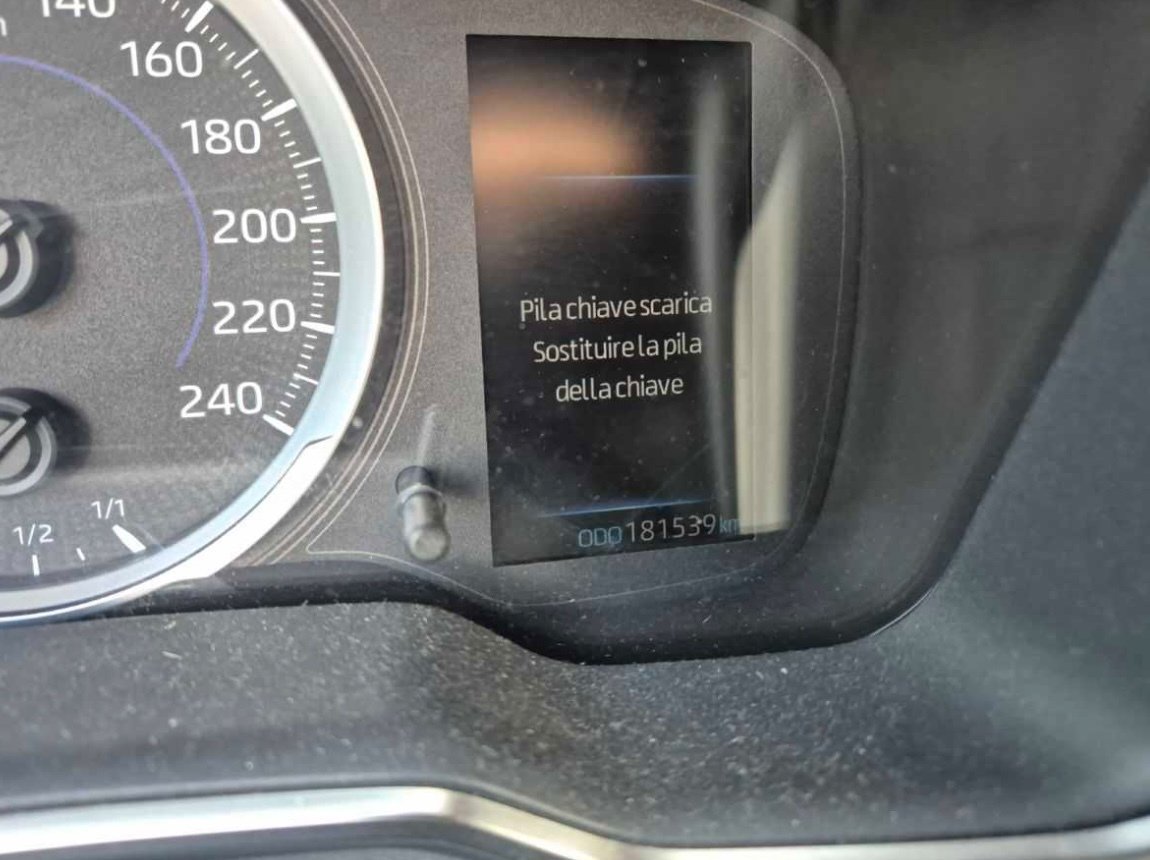 140
160
180
200
220
240
1/2
1/1
Pila chiave scarica
Sostituire la pila
della chiave
ODO 181539 km